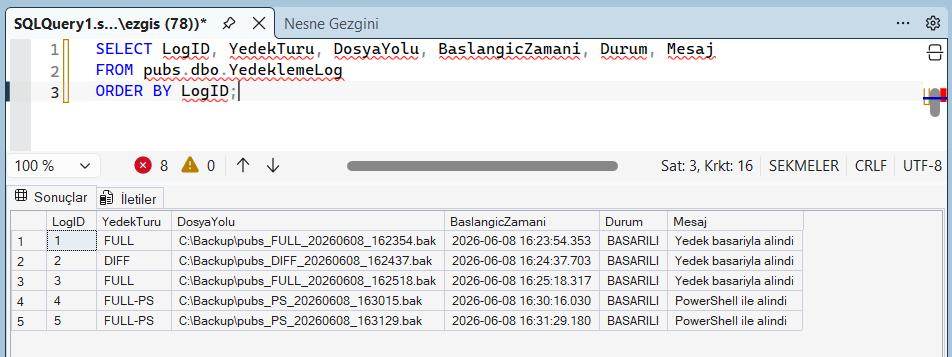 SQLQuery1.s...\ezgis (78))* Nesne Gezgini
1 SELECT LogID, YedekTuru, DosyaYolu, BaslangicZamani, Durum, Mesaj
2 FROM pubs.dbo.YedeklemeLog
3 ORDER BY LogID;
100 % 8 0 Sat: 3, Krkt: 16 SEKMELER CRLF UTF-8
Sonuçlar İletiler
LogID YedekTuru DosyaYolu BaslangicZamani Durum Mesaj
1 1 FULL C:\Backup\pubs_FULL_20260608_162354.bak 2026-06-08 16:23:54.353 BASARILI Yedek basariyla alindi
2 2 DIFF C:\Backup\pubs_DIFF_20260608_162437.bak 2026-06-08 16:24:37.703 BASARILI Yedek basariyla alindi
3 3 FULL C:\Backup\pubs_FULL_20260608_162518.bak 2026-06-08 16:25:18.317 BASARILI Yedek basariyla alindi
4 4 FULL-PS C:\Backup\pubs_PS_20260608_163015.bak 2026-06-08 16:30:16.030 BASARILI PowerShell ile alindi
5 5 FULL-PS C:\Backup\pubs_PS_20260608_163129.bak 2026-06-08 16:31:29.180 BASARILI PowerShell ile alindi